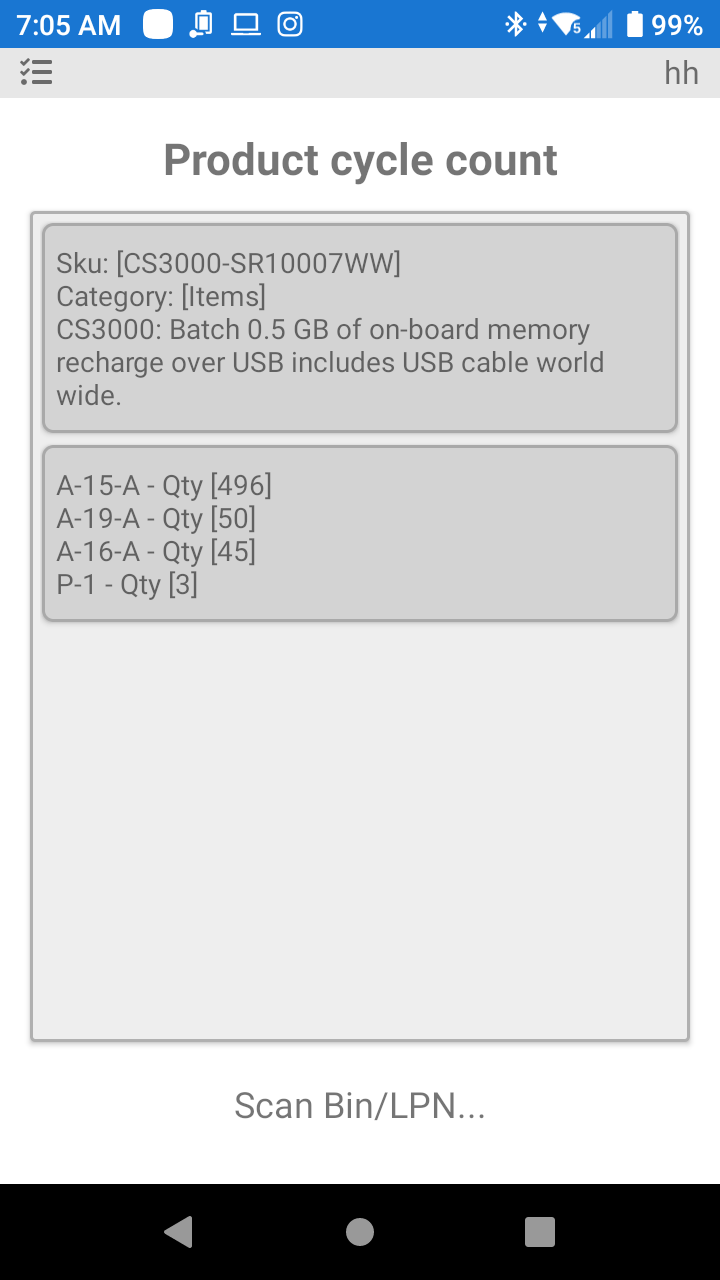 7:05 AM 5 99%
hh
Product cycle count
Sku: [CS3000-SR10007WW]
Category: [Items]
CS3000: Batch 0.5 GB of on-board memory
recharge over USB includes USB cable world
wide.
A-15-A - Qty [496]
A-19-A - Qty [50]
A-16-A - Qty [45]
P-1 - Qty [3]
Scan Bin/LPN...